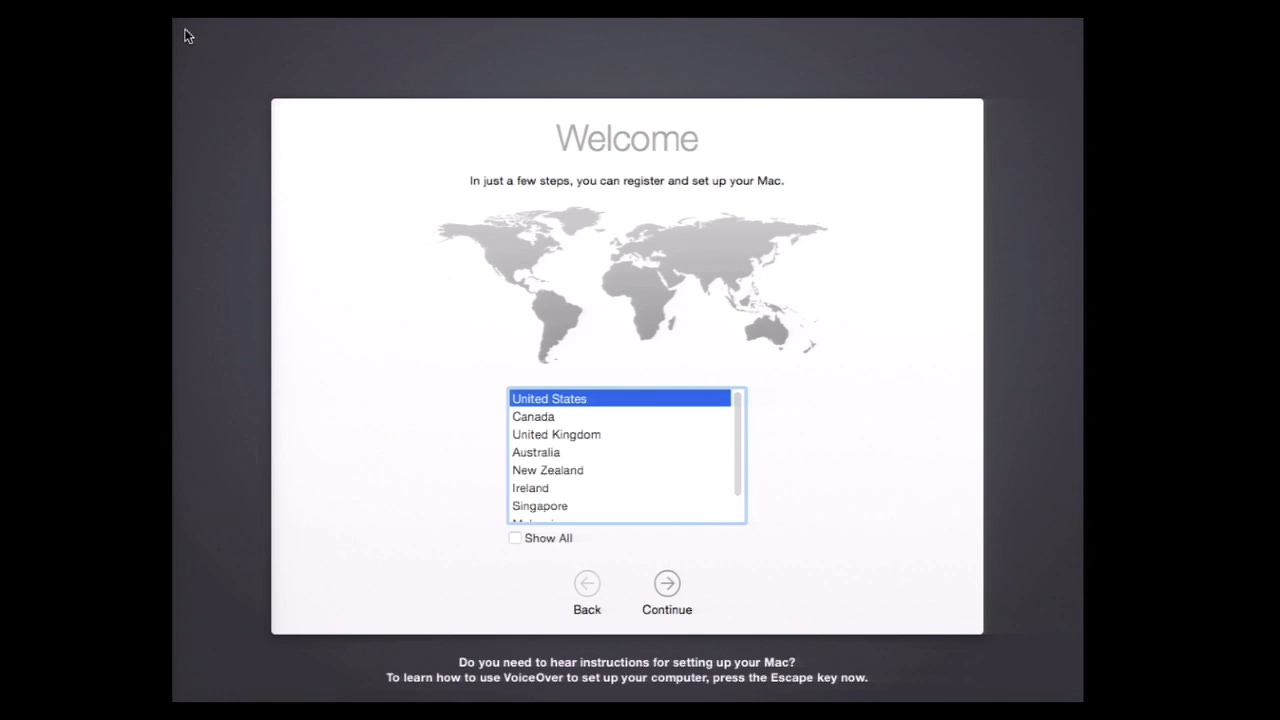 Welcome
In just a few steps, you can register and set up your Mac.
United States
Canada
United Kingdom
Australia
New Zealand
Ireland
Singapore
Show All
Back
Continue
Do you need to hear instructions for setting up your Mac?
To learn how to use VoiceOver to set up your computer, press the Escape key now.